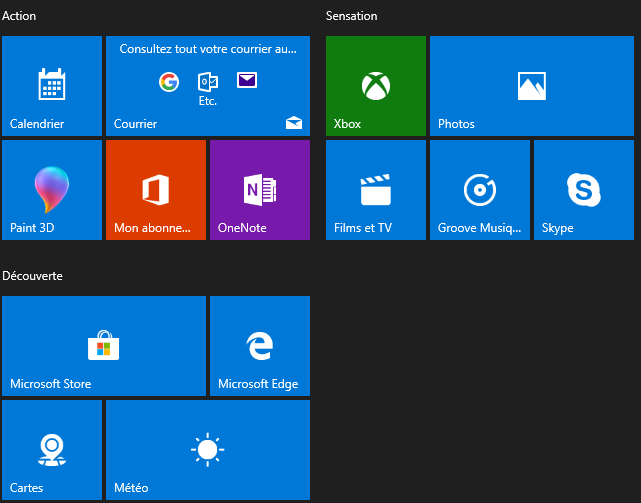 Action
Consultez tout votre courrier au...
Etc.
Calendrier
Courrier
Paint 3D
Mon abonne...
N
OneNote
Sensation
Xbox
Photos
Films et TV
Groove Musiq...
S
Skype
Découverte
Microsoft Store
Microsoft Edge
Cartes
Météo